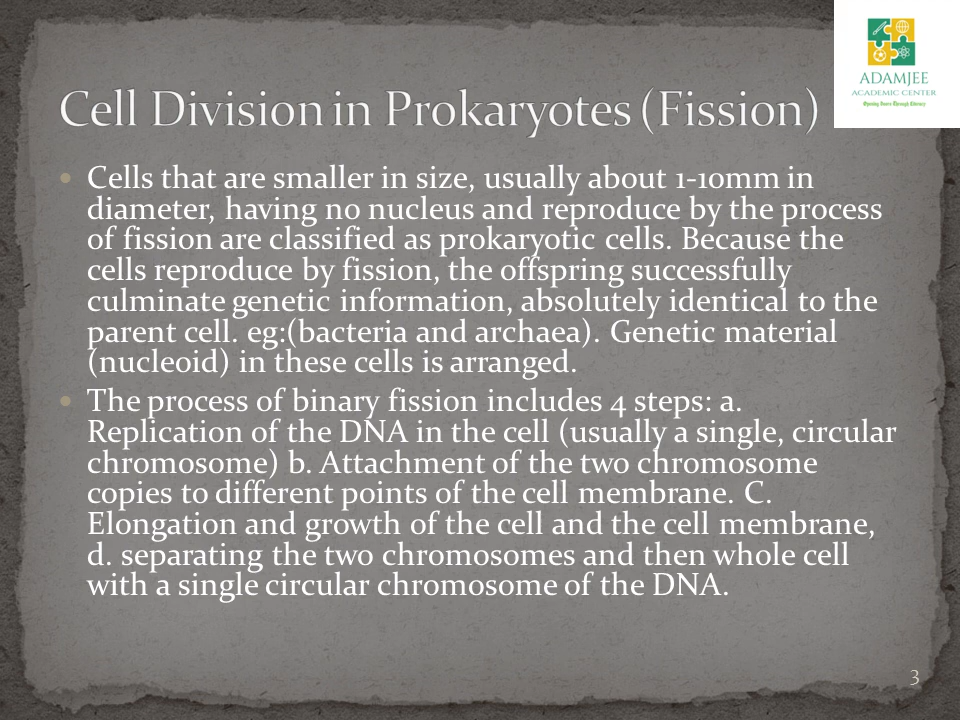 ADAMJEE
ACADEMIC CENTER
Opening Doors Through Literacy
Cell Division in Prokaryotes (Fission)
• Cells that are smaller in size, usually about 1-10mm in
diameter, having no nucleus and reproduce by the process
of fission are classified as prokaryotic cells. Because the
cells reproduce by fission, the offspring successfully
culminate genetic information, absolutely identical to the
parent cell. eg:(bacteria and archaea). Genetic material
(nucleoid) in these cells is arranged.
• The process of binary fission includes 4 steps: a.
Replication of the DNA in the cell (usually a single, circular
chromosome) b. Attachment of the two chromosome
copies to different points of the cell membrane. C.
Elongation and growth of the cell and the cell membrane,
d. separating the two chromosomes and then whole cell
with a single circular chromosome of the DNA.
3